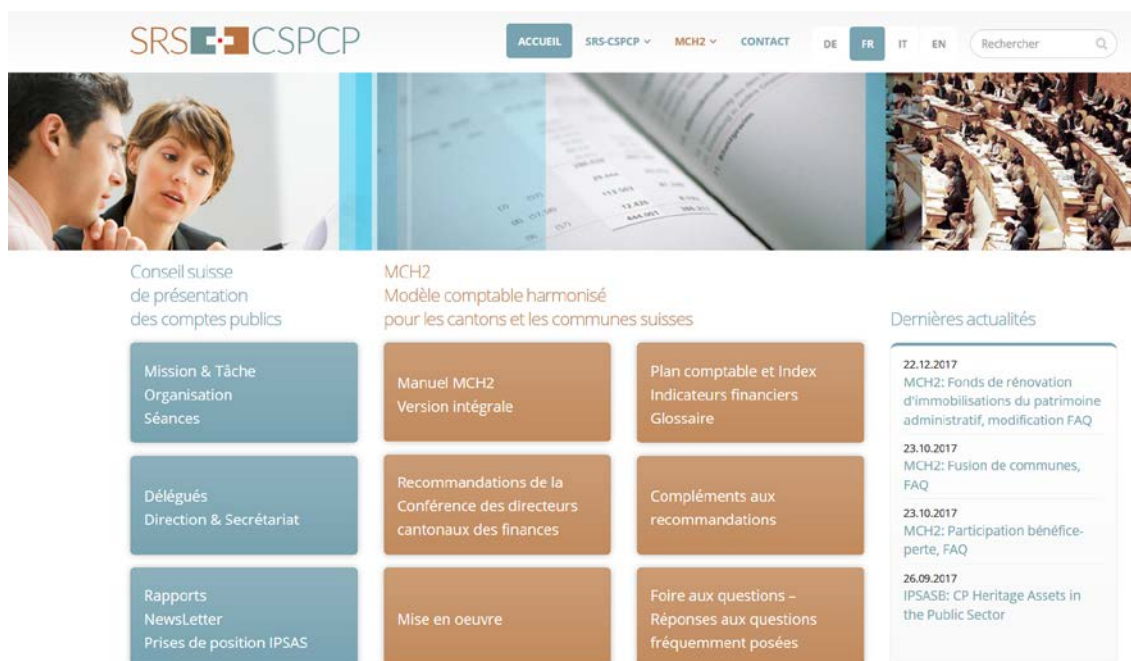 SRS CSPCP
ACCUEIL SRS-CSPCP MCH2 CONTACT DE FR IT EN Rechercher
Conseil suisse
de présentation
des comptes publics
Mission & Tâche
Organisation
Séances
Délégués
Direction & Secrétariat
Rapports
NewsLetter
Prises de position IPSAS
MCH2
Modèle comptable harmonisé
pour les cantons et les communes suisses
Manuel MCH2
Version intégrale
Plan comptable et Index
Indicateurs financiers
Glossaire
Recommandations de la
Conférence des directeurs
cantonaux des finances
Compléments aux
recommandations
Mise en oeuvre
Foire aux questions –
Réponses aux questions
fréquemment posées
Dernières actualités
22.12.2017
MCH2: Fonds de rénovation
d'immobilisations du patrimoine
administratif, modification FAQ
23.10.2017
MCH2: Fusion de communes,
FAQ
23.10.2017
MCH2: Participation bénéfice-
perte, FAQ
26.09.2017
IPSASB: CP Heritage Assets in
the Public Sector